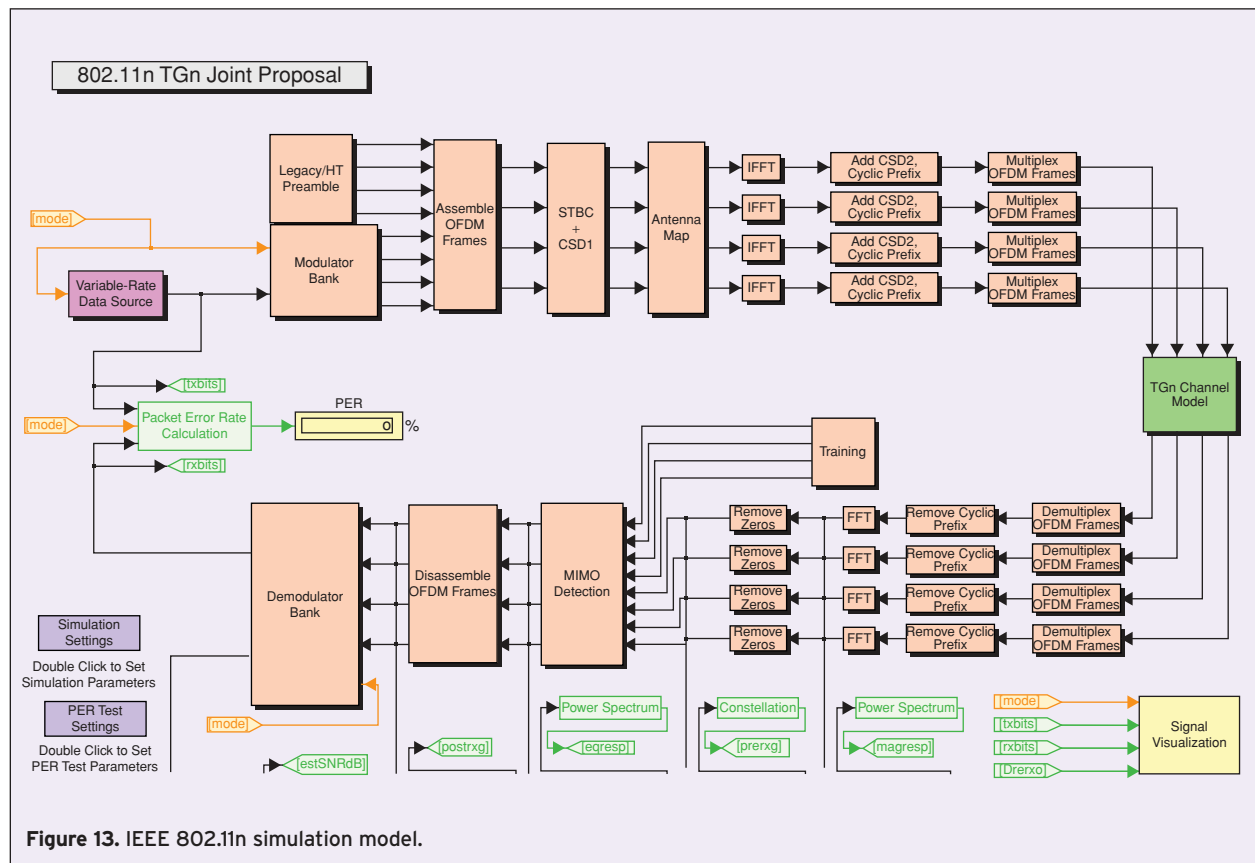 802.11n TGn Joint Proposal
Legacy/HT
Preamble
[mode]
Modulator
Bank
Variable-Rate
Data Source
Assemble
OFDM
Frames
STBC
+
CSD1
Antenna
Map
IFFT
Add CSD2,
Cyclic Prefix
Multiplex
OFDM Frames
IFFT
Add CSD2,
Cyclic Prefix
Multiplex
OFDM Frames
IFFT
Add CSD2,
Cyclic Prefix
Multiplex
OFDM Frames
IFFT
Add CSD2,
Cyclic Prefix
Multiplex
OFDM Frames
TGn Channel
Model
[txbits]
[mode]
Packet Error Rate
Calculation
PER
0
%
[rxbits]
Training
Demodulator
Bank
Disassemble
OFDM Frames
MIMO
Detection
Remove
Zeros
FFT
Remove Cyclic
Prefix
Demultiplex
OFDM Frames
Remove
Zeros
FFT
Remove Cyclic
Prefix
Demultiplex
OFDM Frames
Remove
Zeros
FFT
Remove Cyclic
Prefix
Demultiplex
OFDM Frames
Remove
Zeros
FFT
Remove Cyclic
Prefix
Demultiplex
OFDM Frames
Simulation
Settings
Double Click to Set
Simulation Parameters
PER Test
Settings
Double Click to Set
PER Test Parameters
[mode]
[estSNRdB]
[postrxg]
Power Spectrum
[eqresp]
Constellation
[prerxg]
Power Spectrum
[magresp]
[mode]
[txbits]
[rxbits]
[Drerxo]
Signal
Visualization
Figure 13. IEEE 802.11n simulation model.